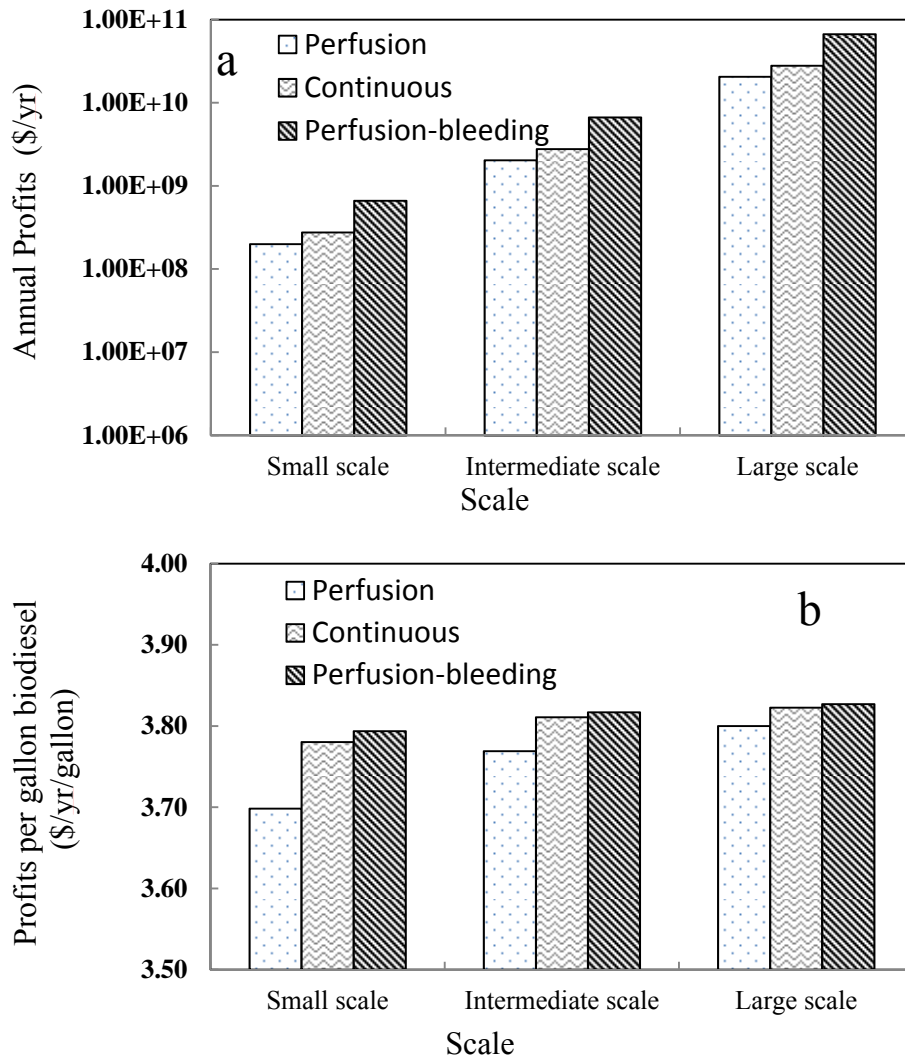 1.00E+11
1.00E+10
1.00E+09
1.00E+08
1.00E+07
1.00E+06
Annual Profits ($/yr)
a
Perfusion
Continuous
Perfusion-bleeding
Small scale Intermediate scale Large scale
Scale
4.00
3.90
3.80
3.70
3.60
3.50
Profits per gallon biodiesel
($/yr/gallon)
Perfusion
Continuous
Perfusion-bleeding
b
Small scale Intermediate scale Large scale
Scale